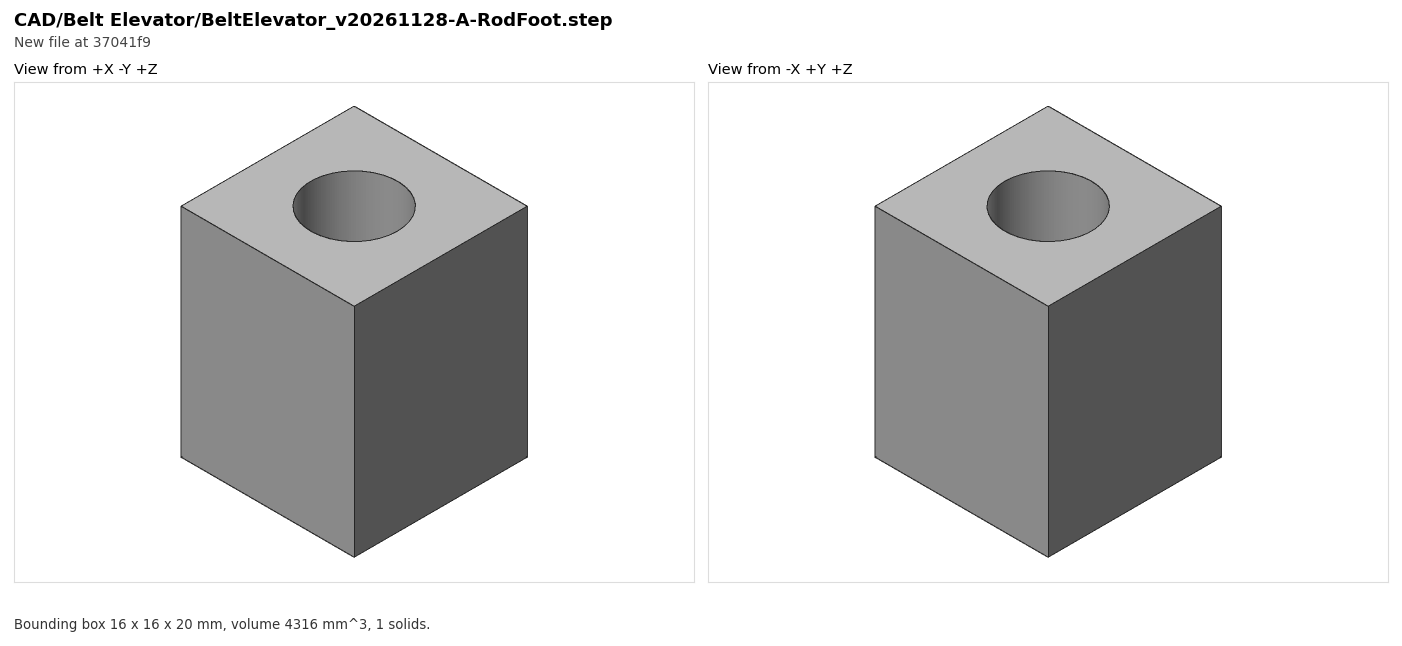 CAD/Belt Elevator/BeltElevator_v20261128-A-RodFoot.step
New file at 37041f9
View from +X -Y +Z
View from -X +Y +Z
Bounding box 16 x 16 x 20 mm, volume 4316 mm^3, 1 solids.